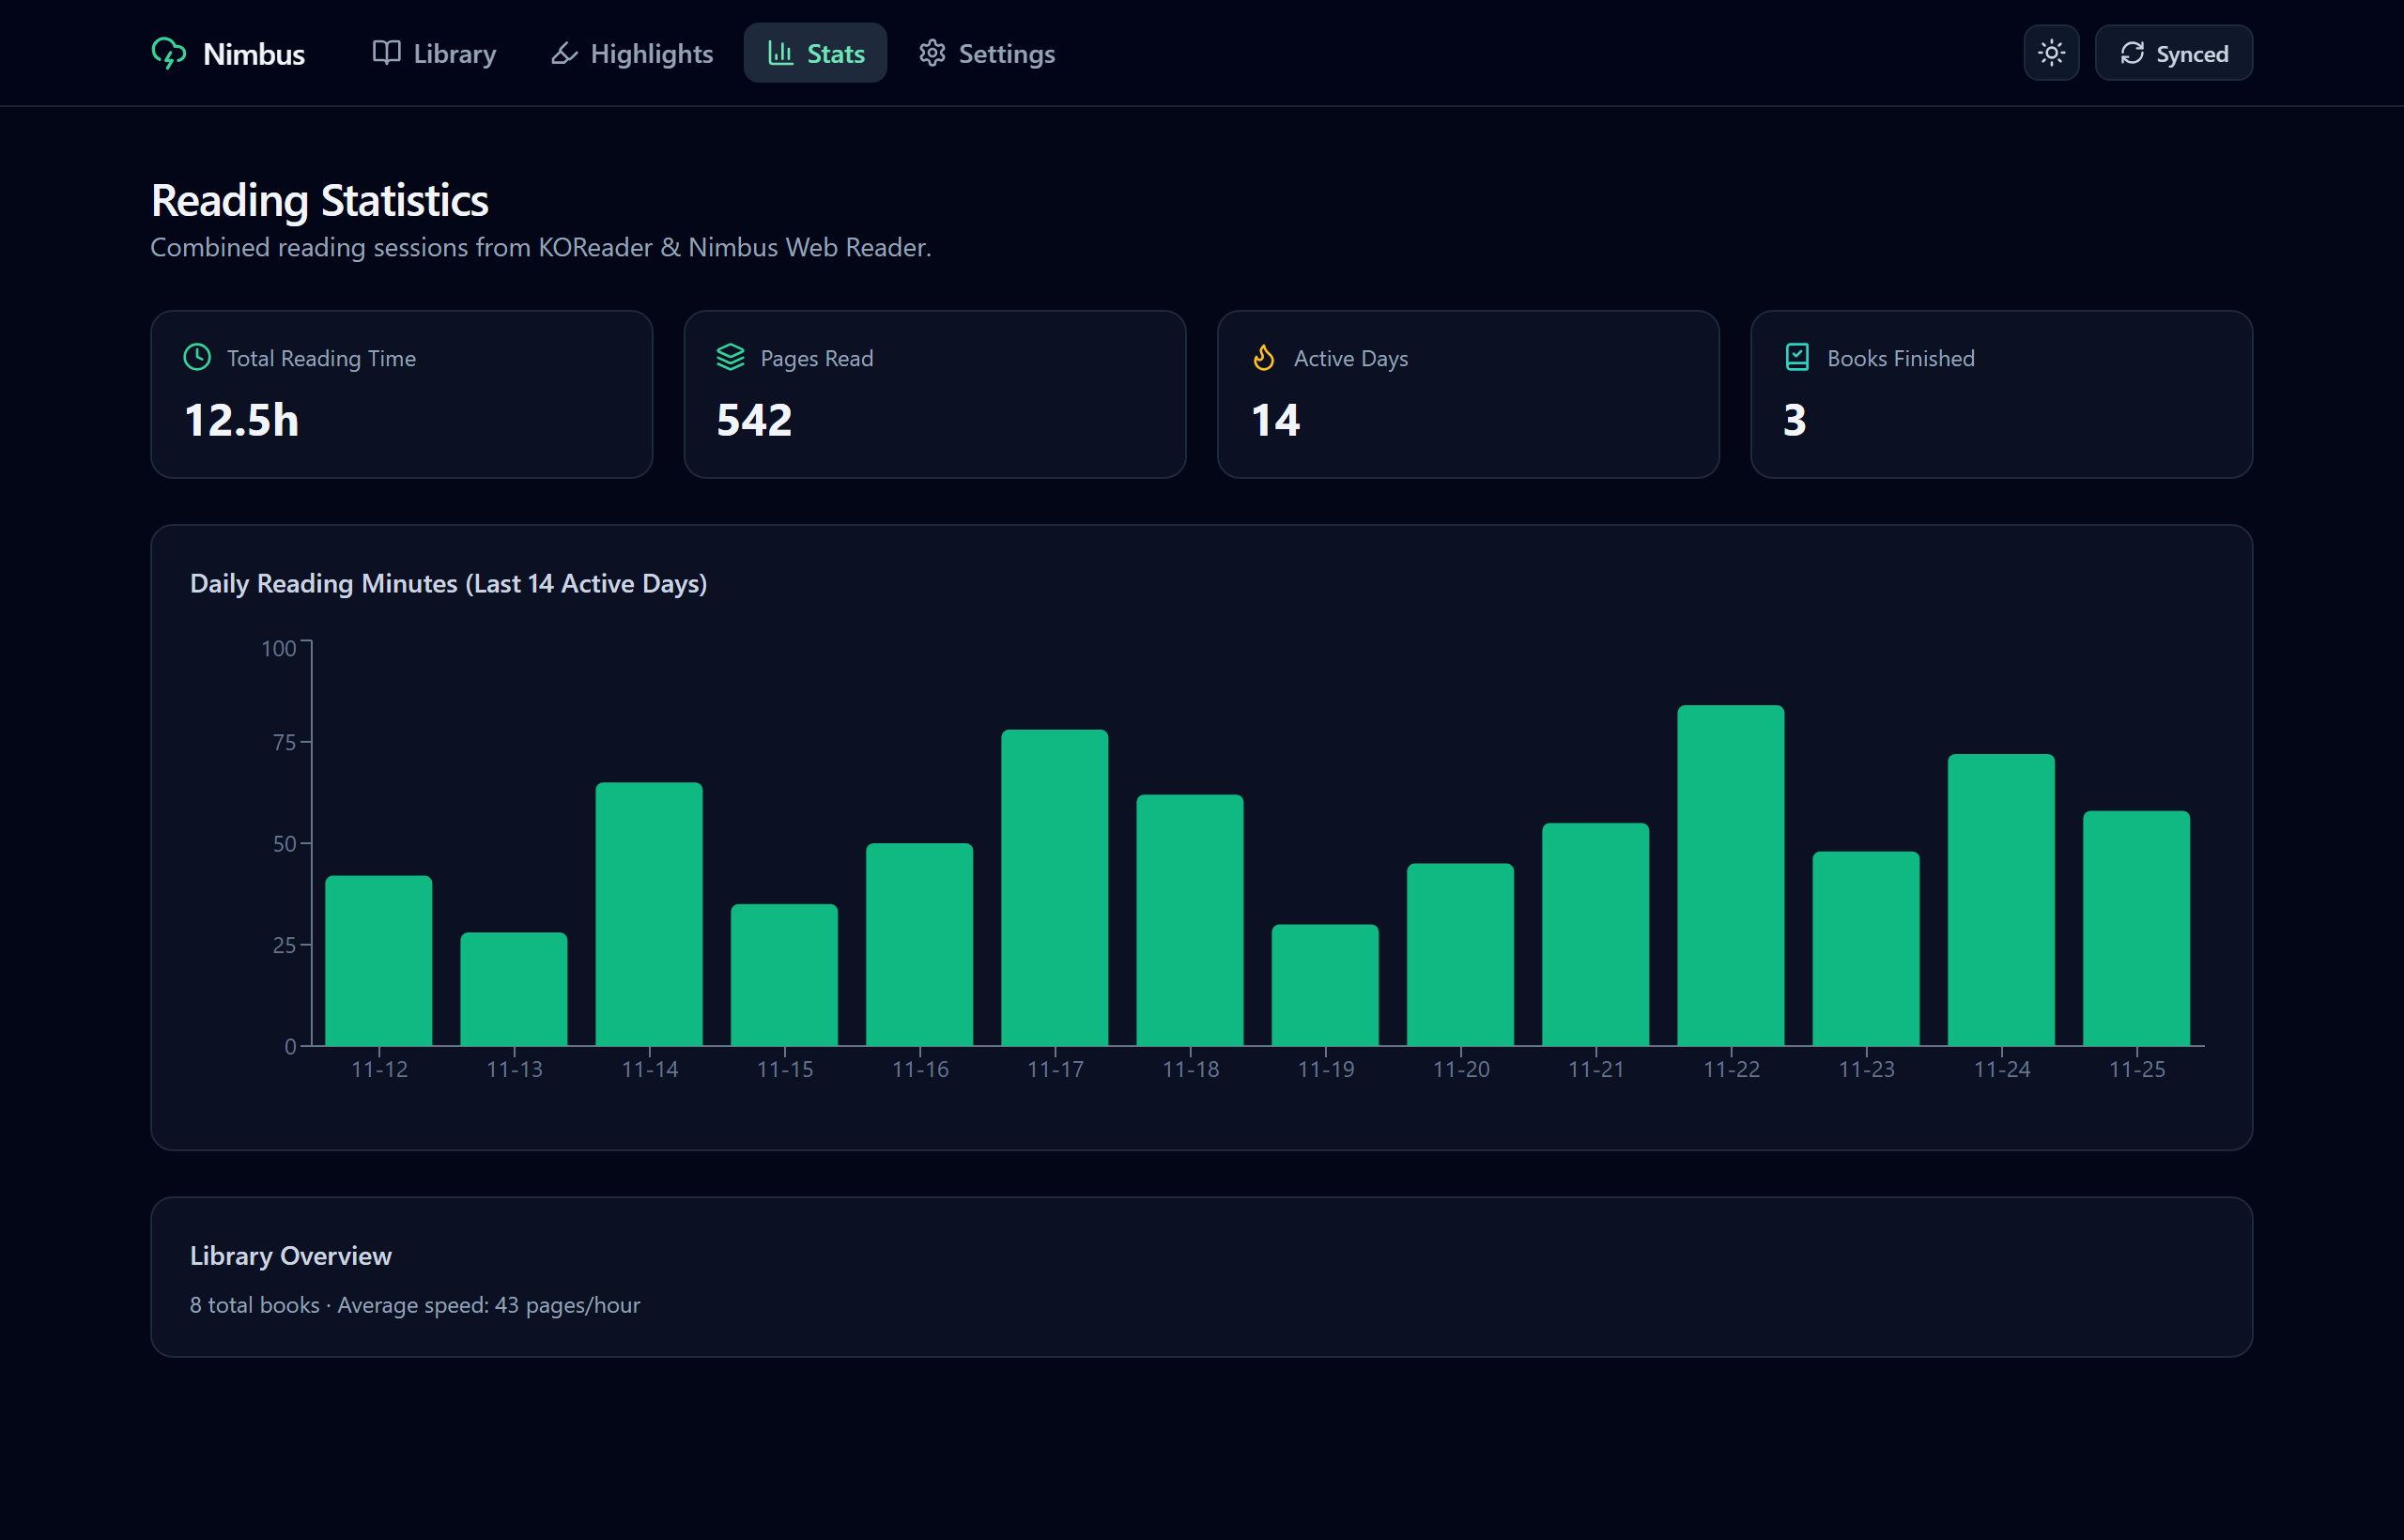 Nimbus Library Highlights Stats Settings Synced
Reading Statistics
Combined reading sessions from KOReader & Nimbus Web Reader.
Total Reading Time
12.5h
Pages Read
542
Active Days
14
Books Finished
3
Daily Reading Minutes (Last 14 Active Days)
100
75
50
25
0
11-12 11-13 11-14 11-15 11-16 11-17 11-18 11-19 11-20 11-21 11-22 11-23 11-24 11-25
Library Overview
8 total books · Average speed: 43 pages/hour